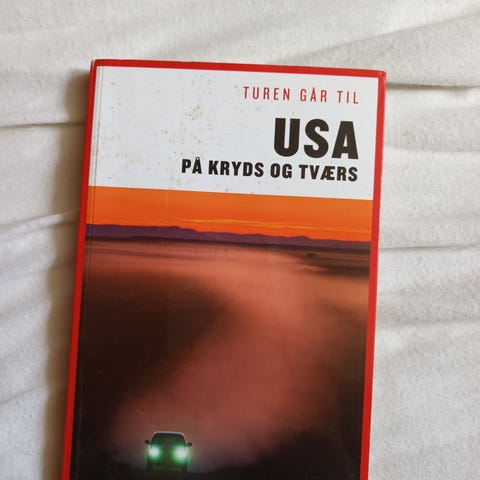 TUREN GÅR TIL
USA
PÅ KRYDS OG TVÆRS